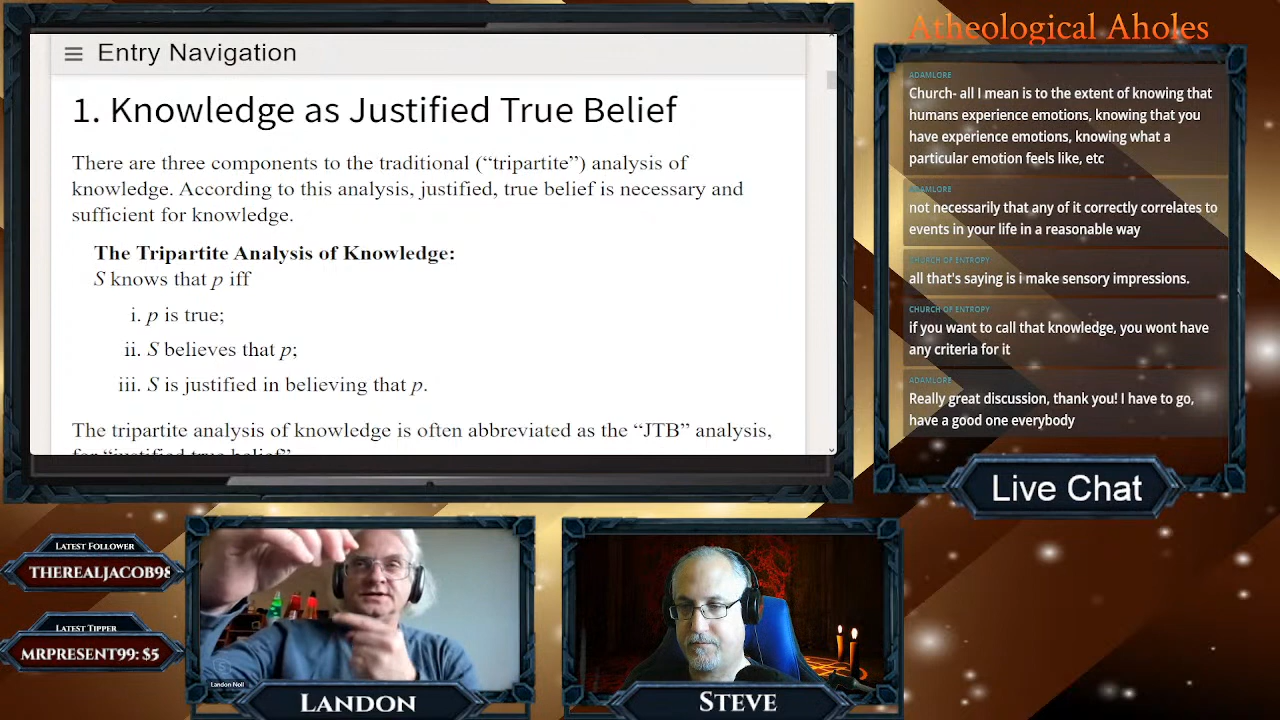 Entry Navigation
1. Knowledge as Justified True Belief
There are three components to the traditional (“tripartite”) analysis of
knowledge. According to this analysis, justified, true belief is necessary and
sufficient for knowledge.
The Tripartite Analysis of Knowledge:
S knows that p iff
i. p is true;
ii. S believes that p;
iii. S is justified in believing that p.
The tripartite analysis of knowledge is often abbreviated as the “JTB” analysis,
for “justified true belief”
Atheological Aholes
ADAMLORE
Church- all I mean is to the extent of knowing that
humans experience emotions, knowing that you
have experience emotions, knowing what a
particular emotion feels like, etc
ADAMLORE
not necessarily that any of it correctly correlates to
events in your life in a reasonable way
CHURCH OF ENTROPY
all that's saying is i make sensory impressions.
CHURCH OF ENTROPY
if you want to call that knowledge, you wont have
any criteria for it
ADAMLORE
Really great discussion, thank you! I have to go,
have a good one everybody
Live Chat
LATEST FOLLOWER
THEREALJACOB98
LATEST TIPPER
MRPRESENT99: $5
Landon Noll
LANDON
STEVE